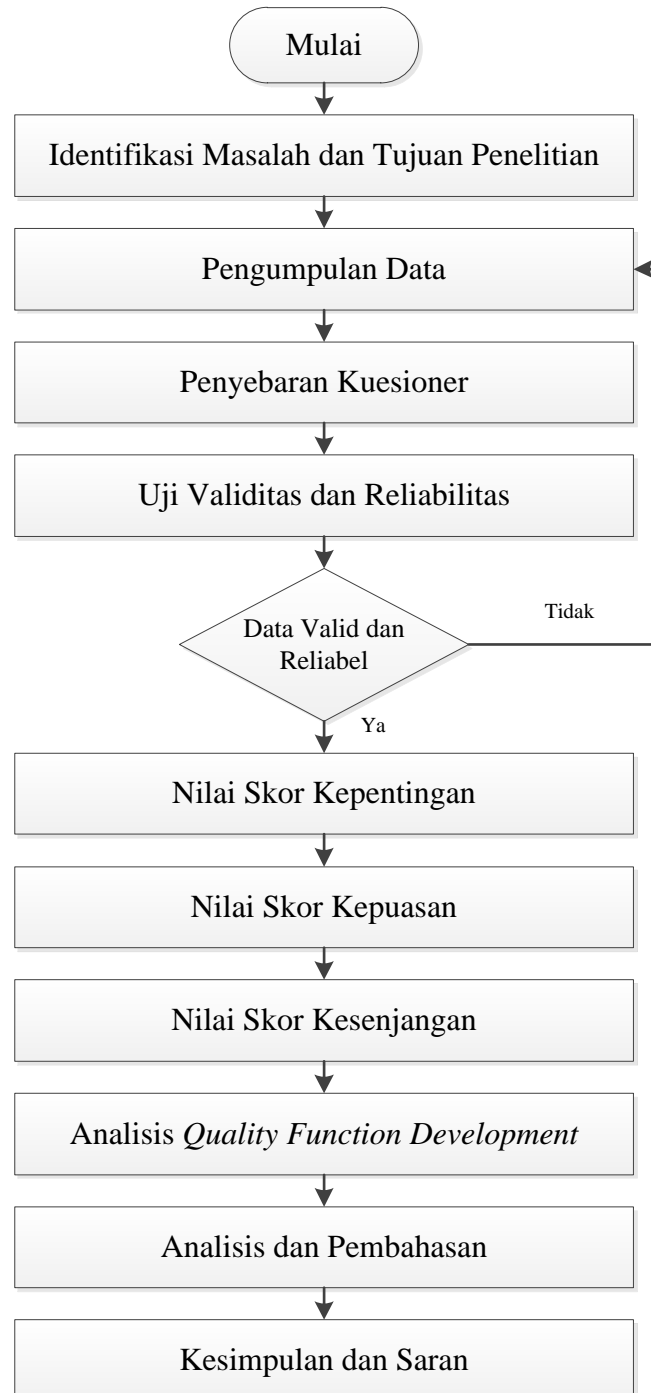 Mulai
Identifikasi Masalah dan Tujuan Penelitian
Pengumpulan Data
Penyebaran Kuesioner
Uji Validitas dan Reliabilitas
Data Valid dan
Reliabel
Tidak
Ya
Nilai Skor Kepentingan
Nilai Skor Kepuasan
Nilai Skor Kesenjangan
Analisis Quality Function Development
Analisis dan Pembahasan
Kesimpulan dan Saran